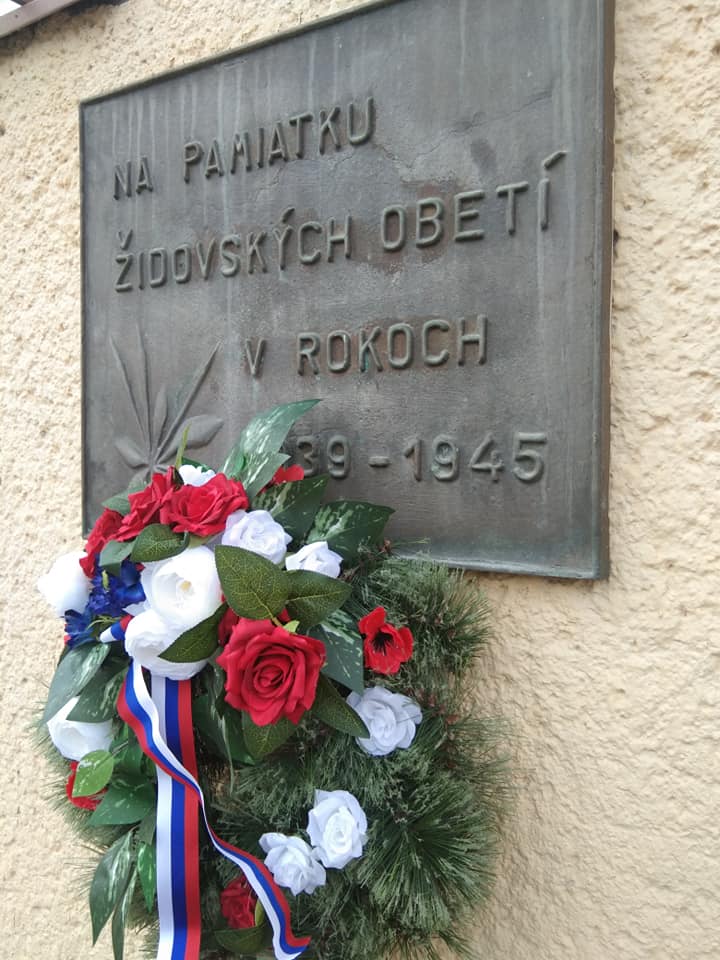 NA PAMIATKU
ŽIDOVSKÝCH OBETÍ
V ROKOCH
39 - 1945